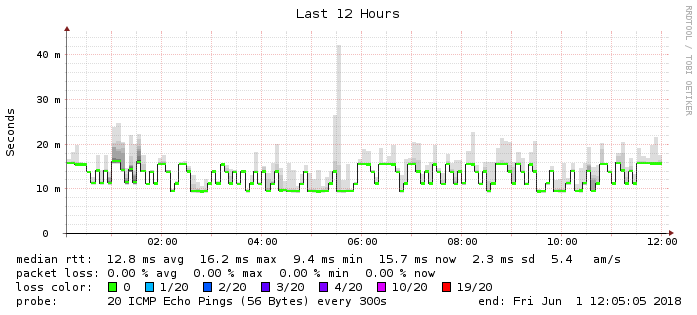 Last 12 Hours
RRDTOOL / TOBI OETIKER
Seconds
40 m
30 m
20 m
10 m
0
02:00 04:00 06:00 08:00 10:00 12:00
median rtt: 12.8 ms avg 16.2 ms max 9.4 ms min 15.7 ms now 2.3 ms sd 5.4 am/s
packet loss: 0.00 % avg 0.00 % max 0.00 % min 0.00 % now
loss color: 0 1/20 2/20 3/20 4/20 10/20 19/20
probe: 20 ICMP Echo Pings (56 Bytes) every 300s end: Fri Jun 1 12:05:05 2018